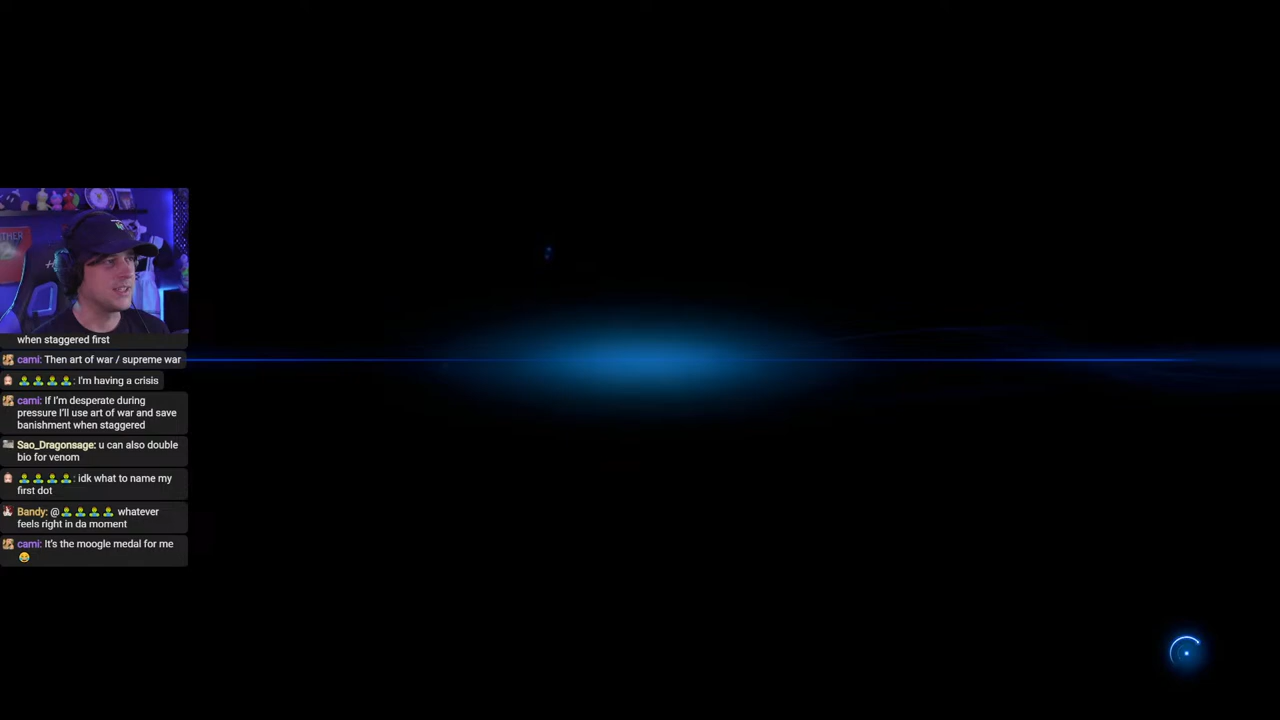 when staggered first
cami: Then art of war / supreme war
: I'm having a crisis
cami: If I'm desperate during
pressure I'll use art of war and save
banishment when staggered
Sao_Dragonsage: u can also double
bio for venom
: idk what to name my
first dot
Bandy: @ whatever
feels right in da moment
cami: It's the moogle medal for me